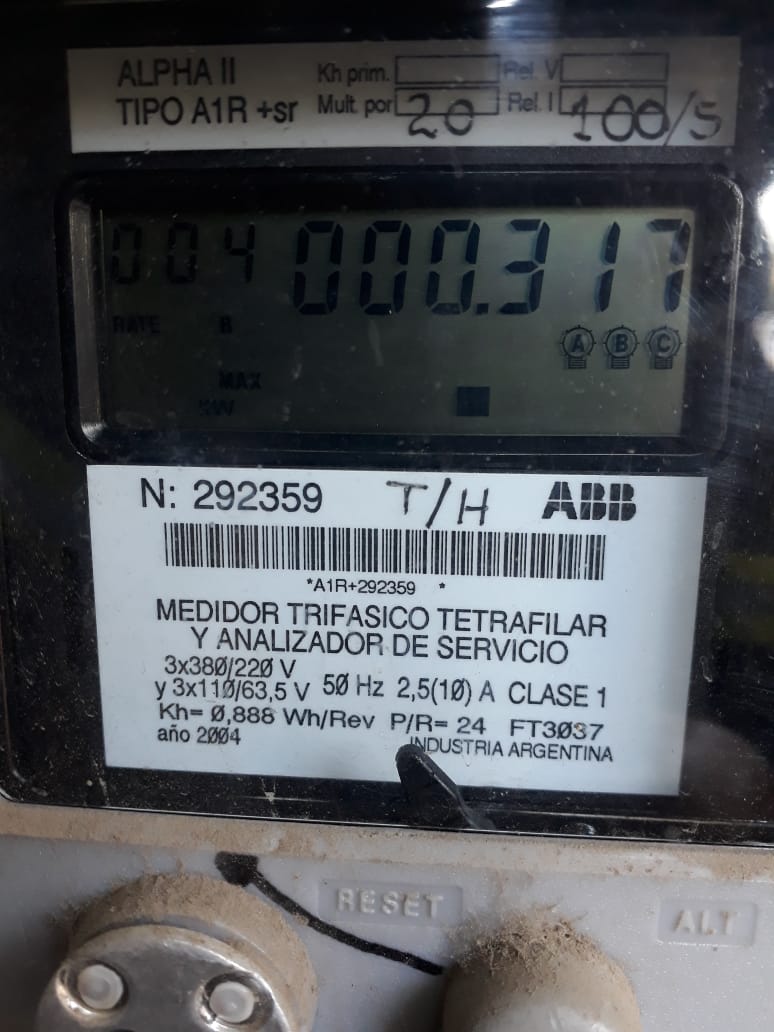 ALPHA II Kh prim. Rel. V
TIPO A1R +sr Mult. por 20 Rel. I 100/5
004 000.317
RATE B
A B C
MAX
KW
N: 292359 T/H ABB
*A1R+292359 *
MEDIDOR TRIFASICO TETRAFILAR
Y ANALIZADOR DE SERVICIO
3x380/220 V
y 3x110/63,5 V 50 Hz 2,5(10) A CLASE 1
Kh= 0,888 Wh/Rev P/R= 24 FT3037
año 2004 INDUSTRIA ARGENTINA
RESET
ALT